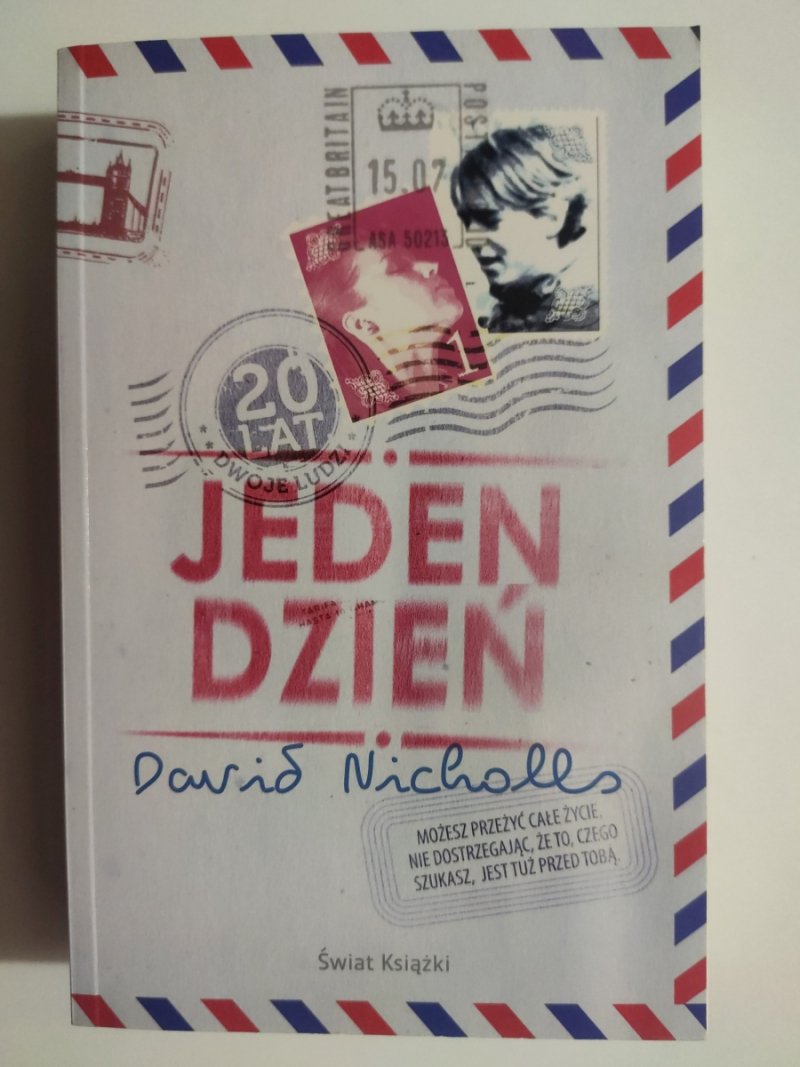 GREAT BRITAIN
15.07
ASA 50215
1
20
LAT
DWOJE LUDZI
JEDEN
DZIEŃ
David Nicholls
MOŻESZ PRZEŻYĆ CAŁE ŻYCIE,
NIE DOSTRZEGAJĄC, ŻE TO, CZEGO
SZUKASZ, JEST TUŻ PRZED TOBĄ.
Świat Książki